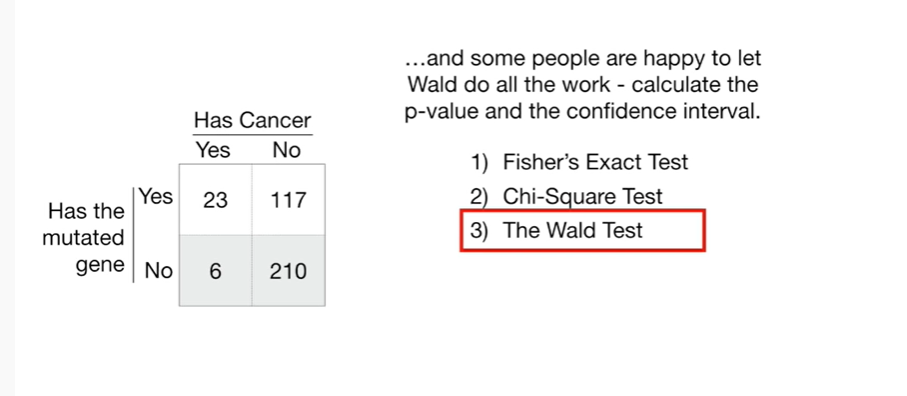 …and some people are happy to let
Wald do all the work - calculate the
p-value and the confidence interval.
Has Cancer
Yes No
Has the
mutated
gene
Yes 23 117
No 6 210
1) Fisher's Exact Test
2) Chi-Square Test
3) The Wald Test